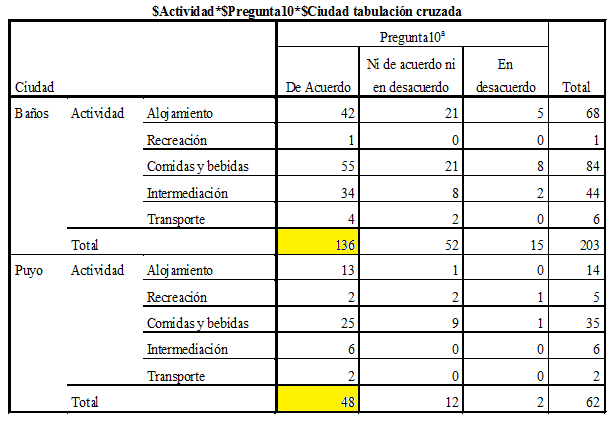 $Actividad*$Pregunta10*$Ciudad tabulación cruzada
Pregunta10ª
Ciudad De Acuerdo Ni de acuerdo ni en desacuerdo En desacuerdo Total
Baños Actividad Alojamiento 42 21 5 68
Recreación 1 0 0 1
Comidas y bebidas 55 21 8 84
Intermediación 34 8 2 44
Transporte 4 2 0 6
Total 136 52 15 203
Puyo Actividad Alojamiento 13 1 0 14
Recreación 2 2 1 5
Comidas y bebidas 25 9 1 35
Intermediación 6 0 0 6
Transporte 2 0 0 2
Total 48 12 2 62